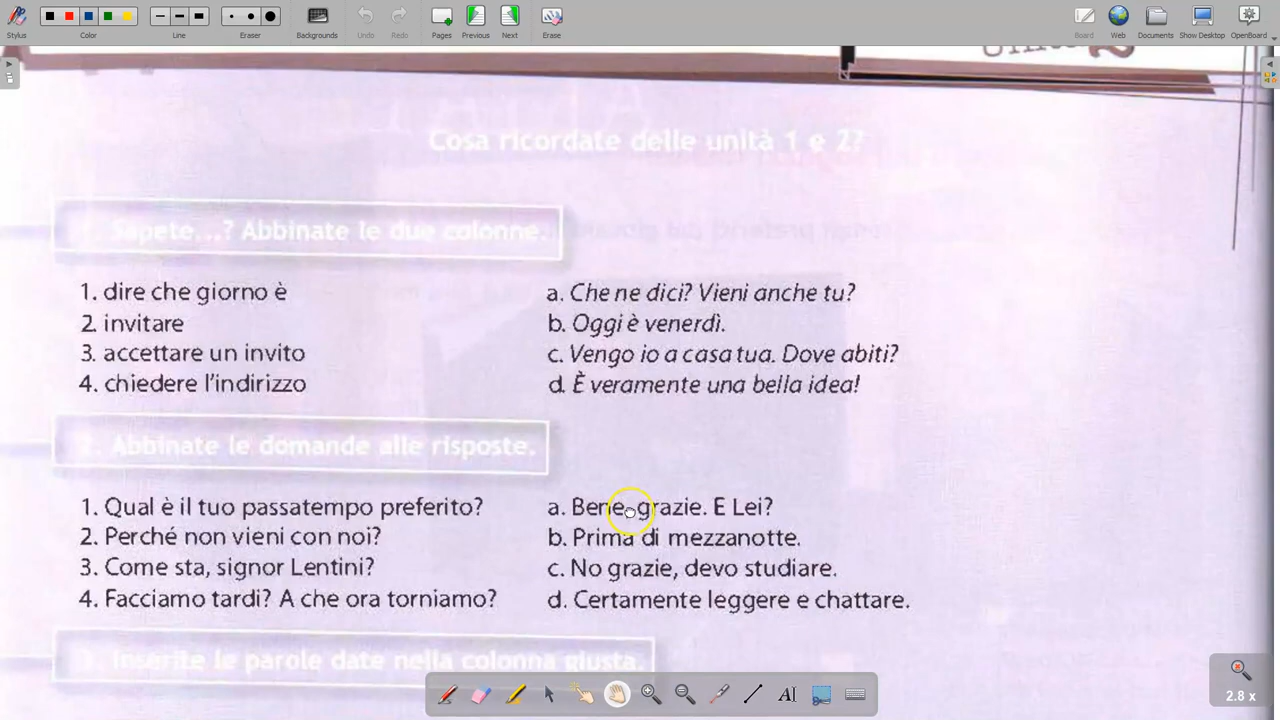 Stylus
Color
Line
Eraser
Backgrounds
Undo
Redo
Pages
Previous
Next
Erase
Board
Web
Documents
Show Desktop
OpenBoard
Cosa ricordate delle unità 1 e 2?
1. Sapete...? Abbinate le due colonne.
1. dire che giorno è
2. invitare
3. accettare un invito
4. chiedere l'indirizzo
a. Che ne dici? Vieni anche tu?
b. Oggi è venerdì.
c. Vengo io a casa tua. Dove abiti?
d. È veramente una bella idea!
2. Abbinate le domande alle risposte.
1. Qual è il tuo passatempo preferito?
2. Perché non vieni con noi?
3. Come sta, signor Lentini?
4. Facciamo tardi? A che ora torniamo?
a. Bene, grazie. E Lei?
b. Prima di mezzanotte.
c. No grazie, devo studiare.
d. Certamente leggere e chattare.
3. Inserite le parole date nella colonna giusta.
AI
2.8 x